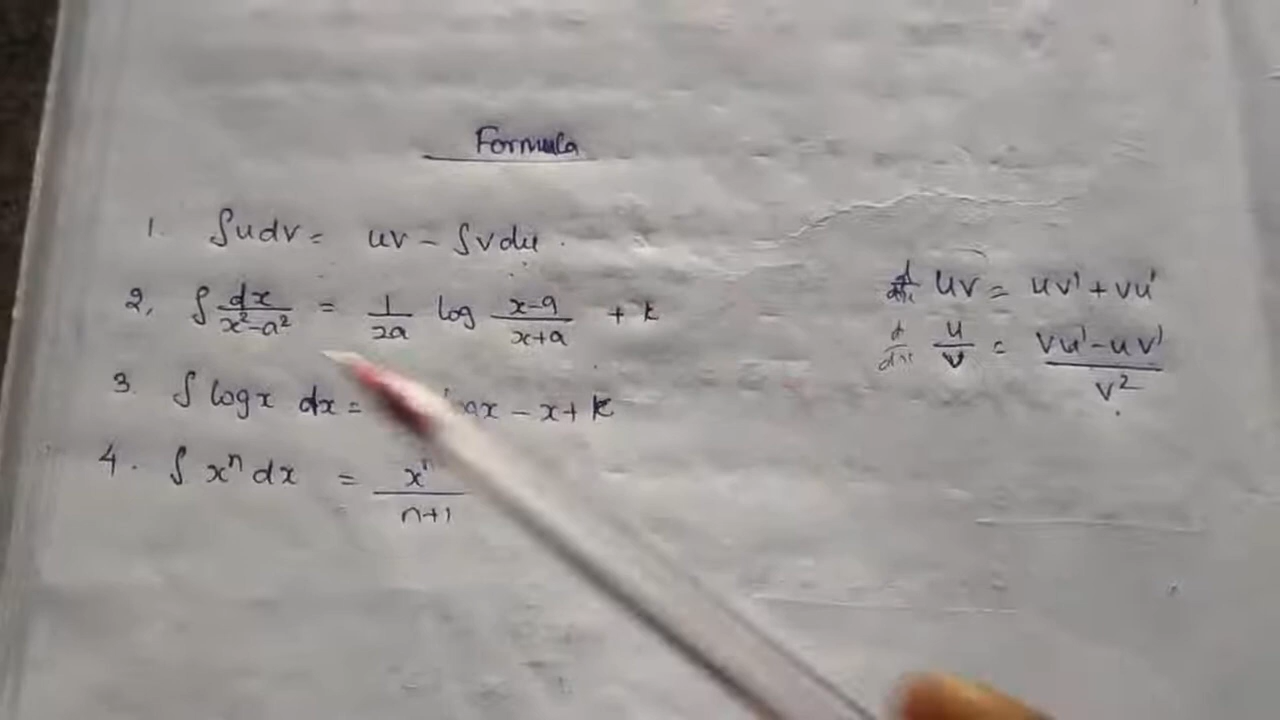 Formula
1. ∫udv = uv - ∫vdu.
2. ∫ dx/(x²-a²) = 1/2a log (x-a)/(x+a) + k
3. ∫ log x dx = x - x + k
4. ∫ xⁿ dx = xⁿ/(n+1)
d/dx uv = uv' + vu'
d/dx u/v = (vu' - uv')/v²